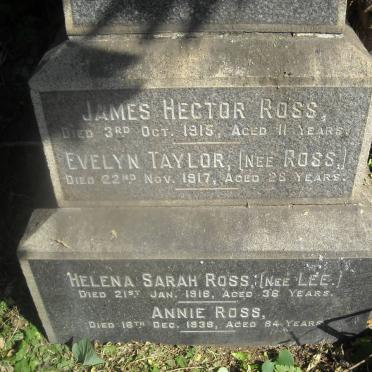 James Hector Ross,
Died 3rd Oct. 1915, Aged 11 Years.
Evelyn Taylor, [nee Ross,]
Died 22nd Nov. 1917, Aged 26 Years.
Helena Sarah Ross, [nee Lee.]
Died 21st Jan. 1918, Aged 36 Years.
Annie Ross,
Died 16th Dec. 1938, Aged 84 Years.